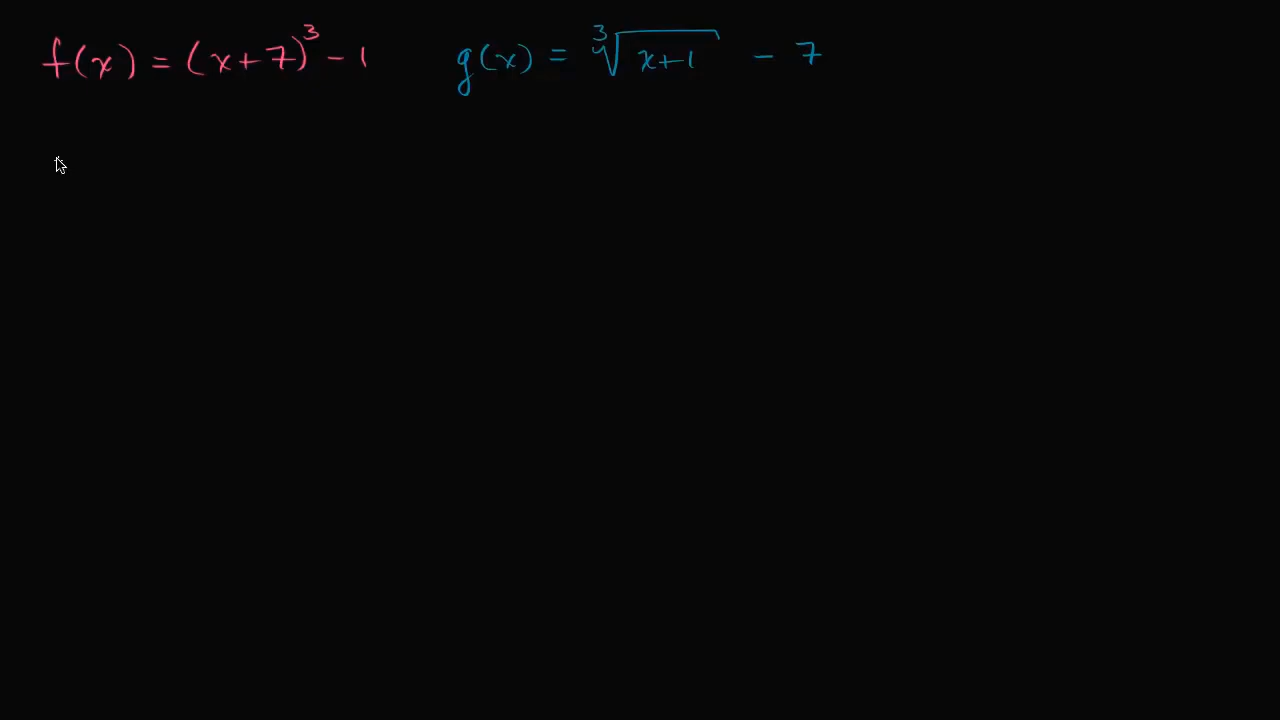 f(x) = (x+7)³ - 1 g(x) = ∛(x+1) - 7